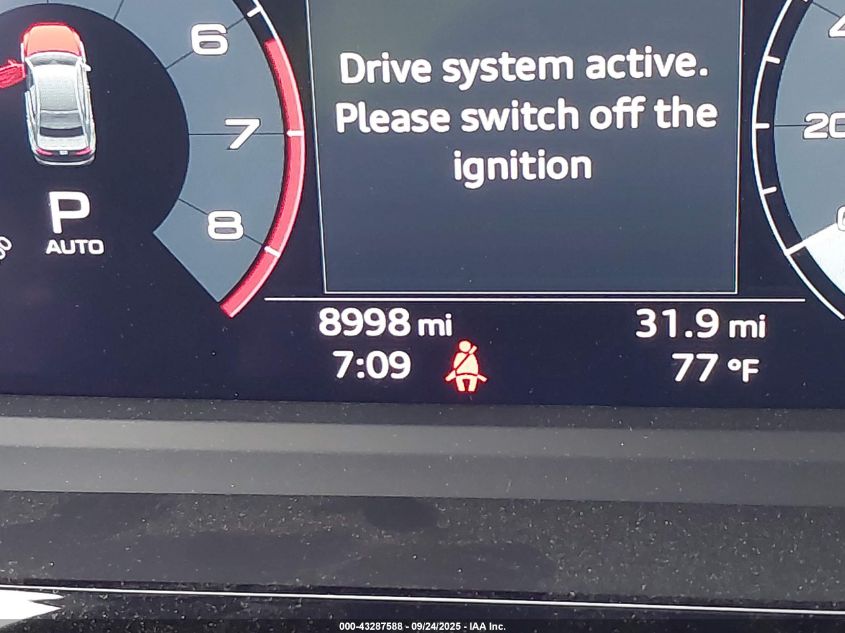 6
7
8
P
AUTO
Drive system active.
Please switch off the
ignition
20
8998 mi
31.9 mi
7:09
77 °F
000-43287588 - 09/24/2025 - IAA Inc.